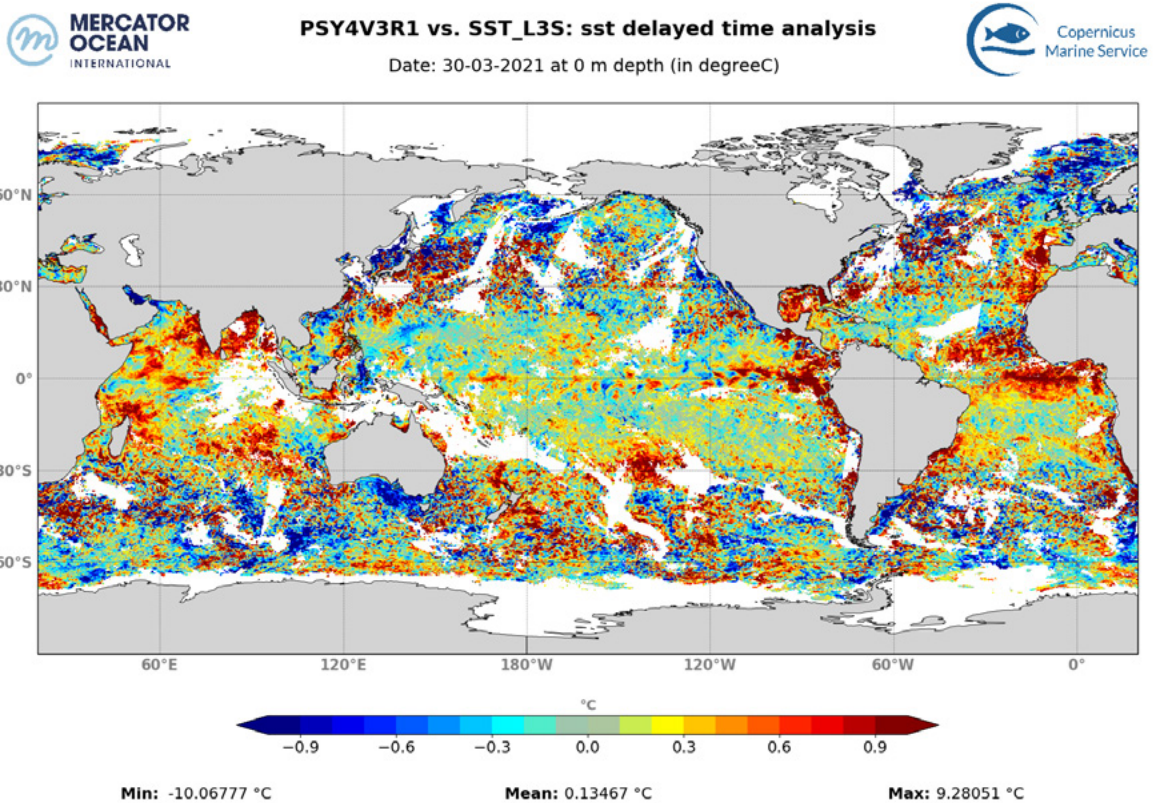 MERCATOR
OCEAN
INTERNATIONAL
PSY4V3R1 vs. SST_L3S: sst delayed time analysis
Date: 30-03-2021 at 0 m depth (in degreeC)
Copernicus
Marine Service
60°N
30°N
0°
30°S
60°S
60°E 120°E 180°W 120°W 60°W 0°
°C
−0.9 −0.6 −0.3 0.0 0.3 0.6 0.9
Min: -10.06777 °C Mean: 0.13467 °C Max: 9.28051 °C